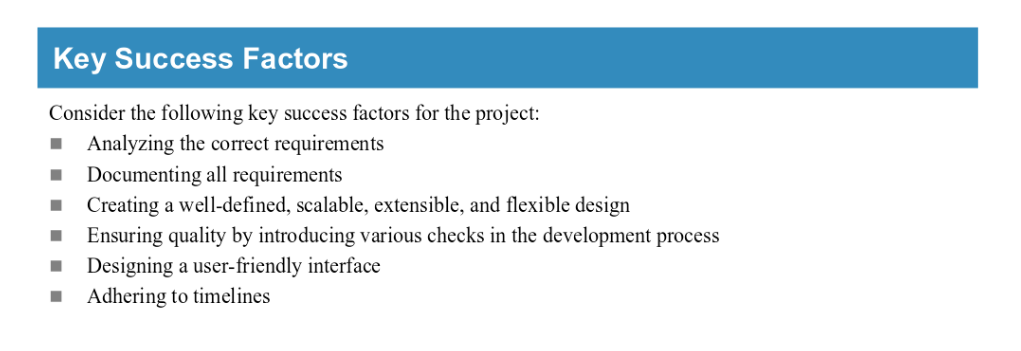 Key Success Factors
Consider the following key success factors for the project:
■ Analyzing the correct requirements
■ Documenting all requirements
■ Creating a well-defined, scalable, extensible, and flexible design
■ Ensuring quality by introducing various checks in the development process
■ Designing a user-friendly interface
■ Adhering to timelines